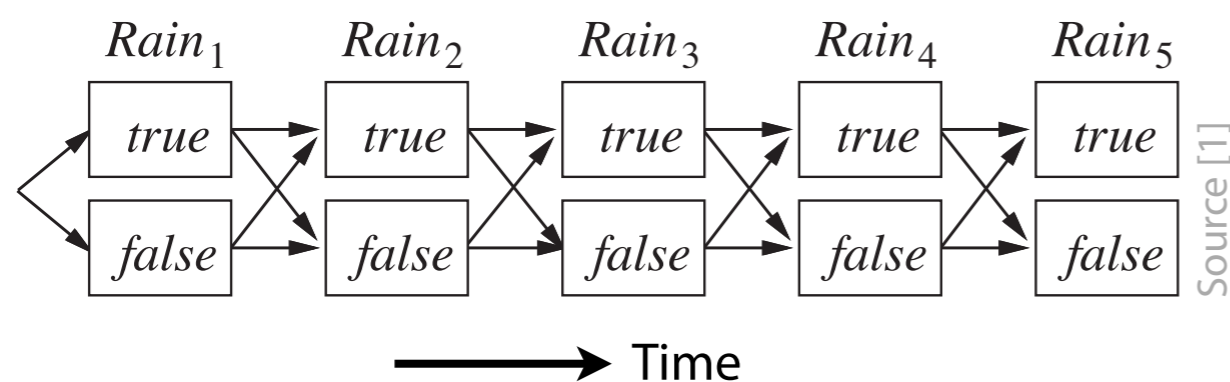 Rain1 Rain2 Rain3 Rain4 Rain5
true true true true true
false false false false false
Source [1]
Time